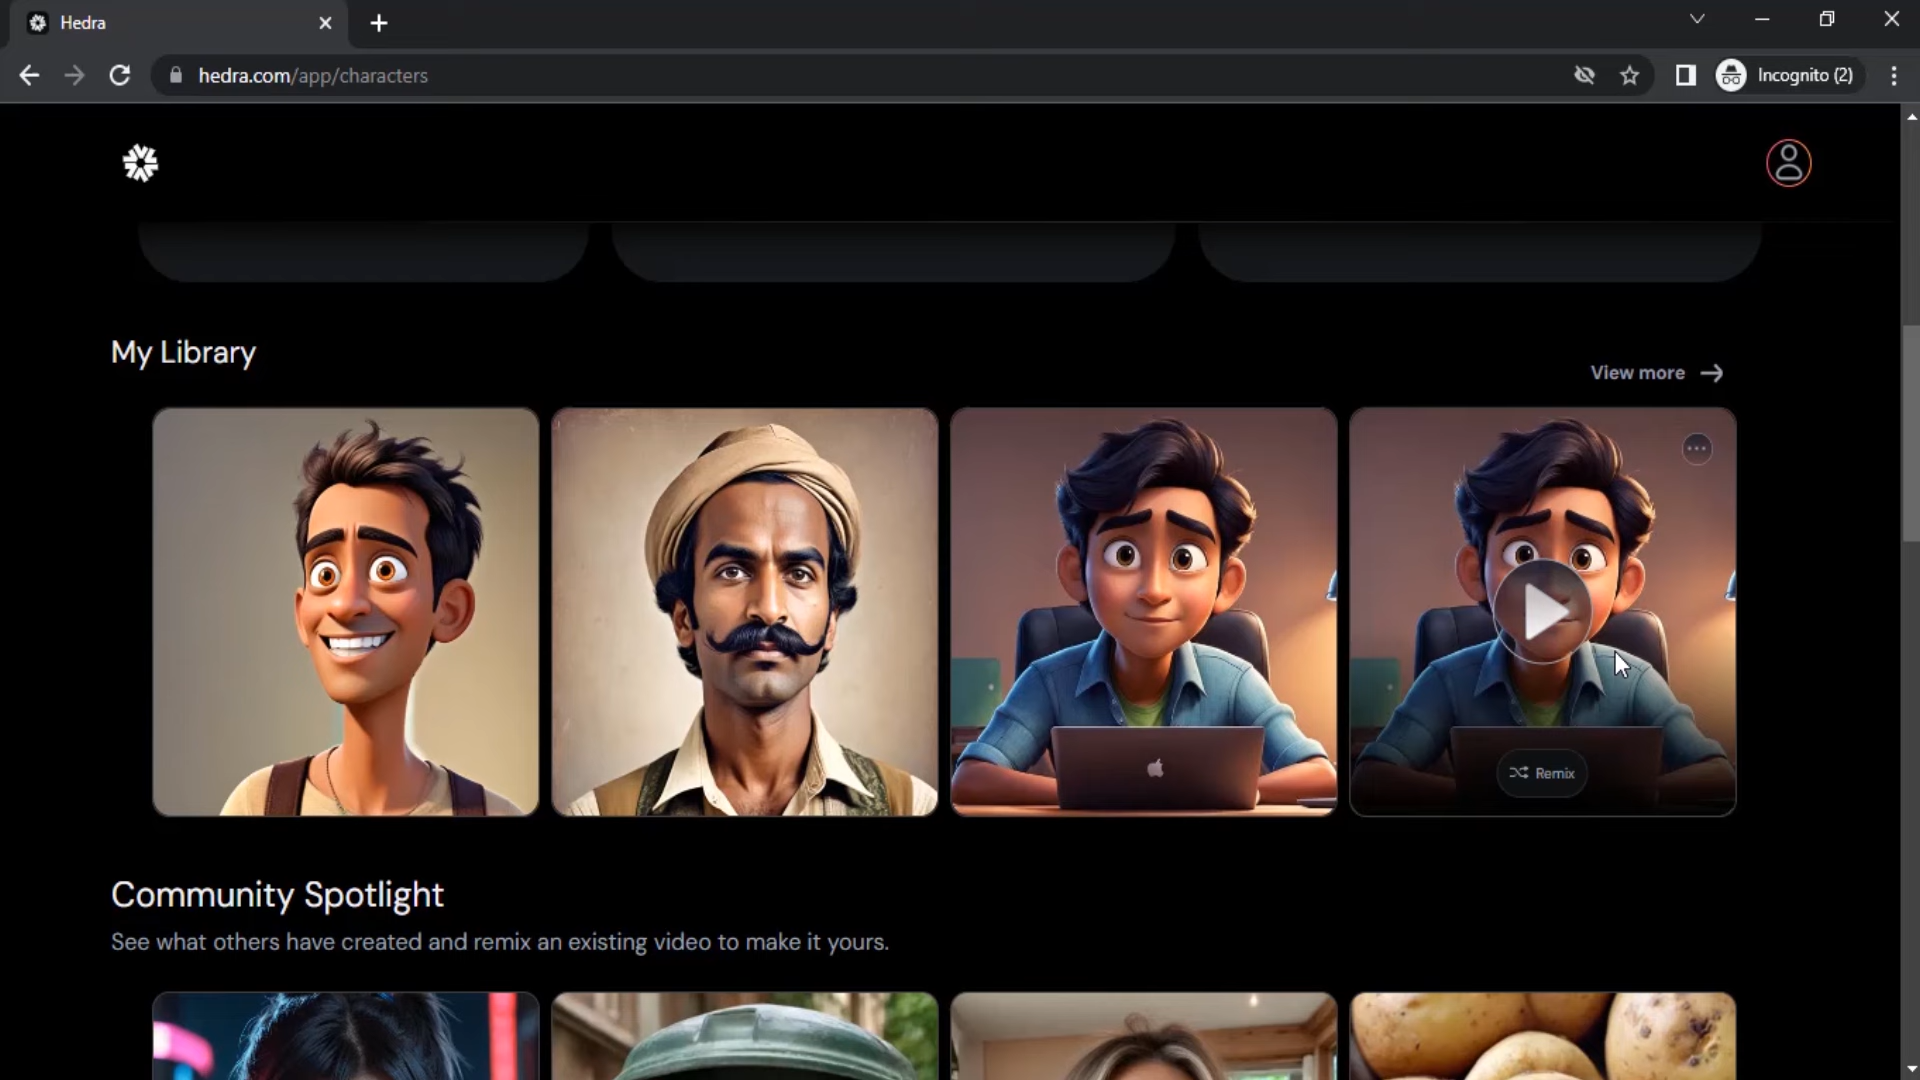 Hedra
hedra.com/app/characters
Incognito (2)
My Library
View more
Remix
Community Spotlight
See what others have created and remix an existing video to make it yours.